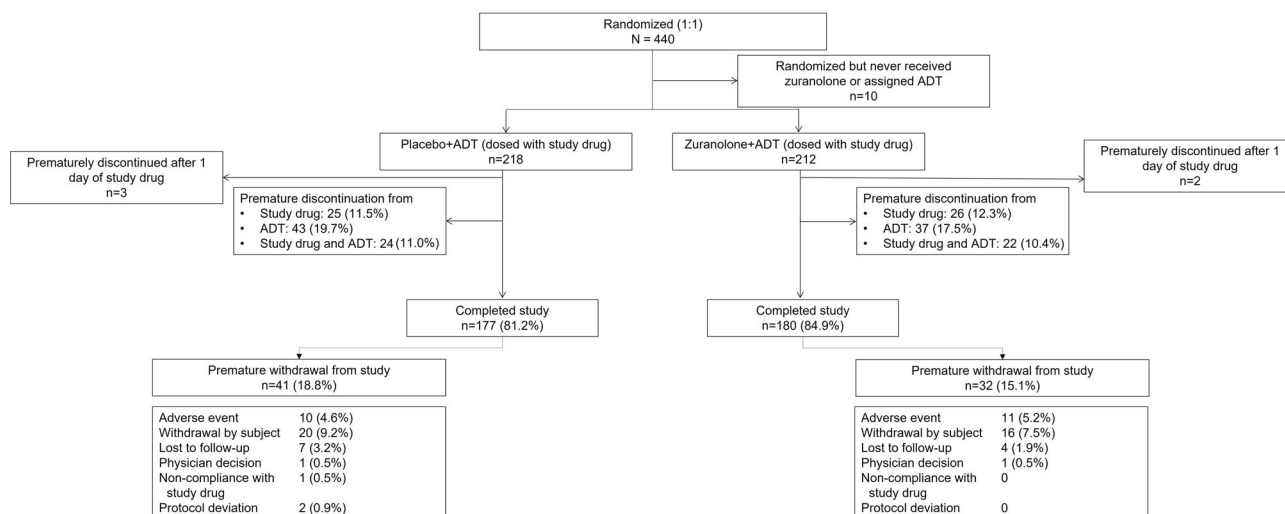 Randomized (1:1)
N = 440
Randomized but never received
zuranolone or assigned ADT
n=10
Placebo+ADT (dosed with study drug)
n=218
Zuranolone+ADT (dosed with study drug)
n=212
Prematurely discontinued after 1
day of study drug
n=3
Prematurely discontinued after 1
day of study drug
n=2
Premature discontinuation from
• Study drug: 25 (11.5%)
• ADT: 43 (19.7%)
• Study drug and ADT: 24 (11.0%)
Premature discontinuation from
• Study drug: 26 (12.3%)
• ADT: 37 (17.5%)
• Study drug and ADT: 22 (10.4%)
Completed study
n=177 (81.2%)
Completed study
n=180 (84.9%)
Premature withdrawal from study
n=41 (18.8%)
Premature withdrawal from study
n=32 (15.1%)
Adverse event 10 (4.6%)
Withdrawal by subject 20 (9.2%)
Lost to follow-up 7 (3.2%)
Physician decision 1 (0.5%)
Non-compliance with 1 (0.5%)
study drug
Protocol deviation 2 (0.9%)
Adverse event 11 (5.2%)
Withdrawal by subject 16 (7.5%)
Lost to follow-up 4 (1.9%)
Physician decision 1 (0.5%)
Non-compliance with 0
study drug
Protocol deviation 0